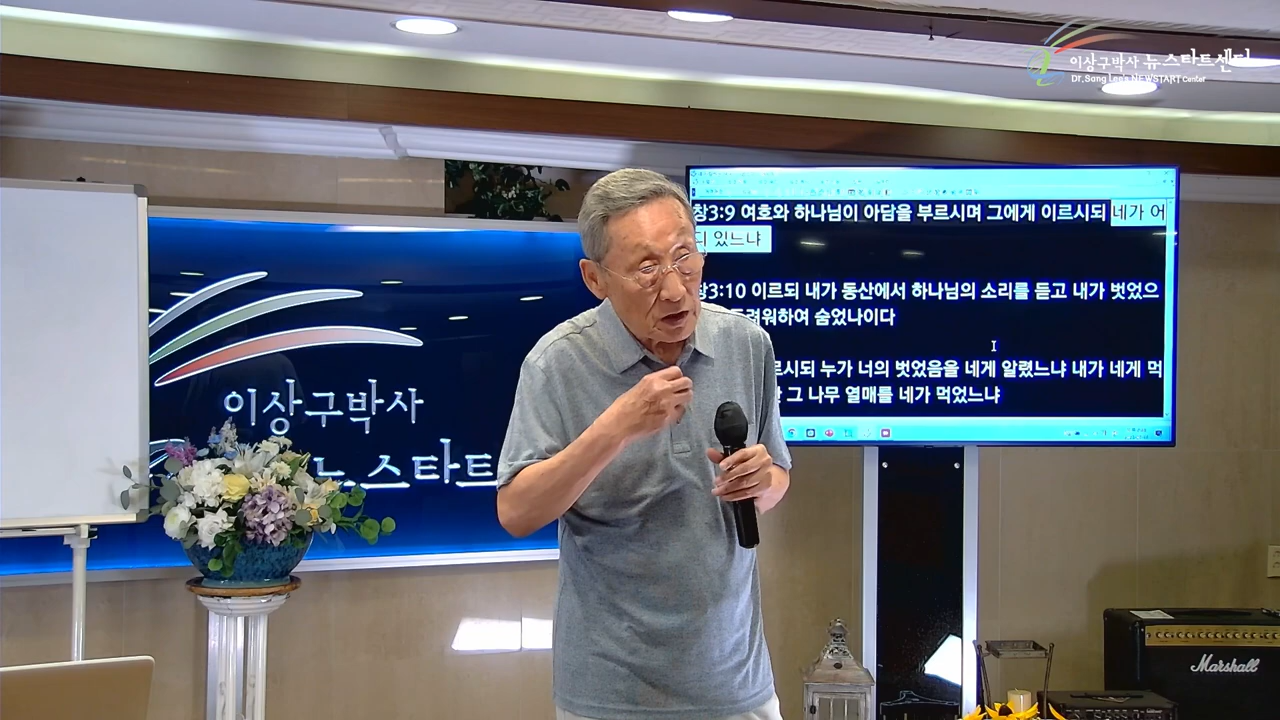 이상구박사 뉴스타트센터
Dr.Sang Lee's NEWSTART Center
창3:9 여호와 하나님이 아담을 부르시며 그에게 이르시되 네가 어
디 있느냐
창3:10 이르되 내가 동산에서 하나님의 소리를 듣고 내가 벗었으
두려워하여 숨었나이다
르시되 누가 너의 벗었음을 네게 알렸느냐 내가 네게 먹
그 나무 열매를 네가 먹었느냐
이상구박사
뉴스타트
Marshall